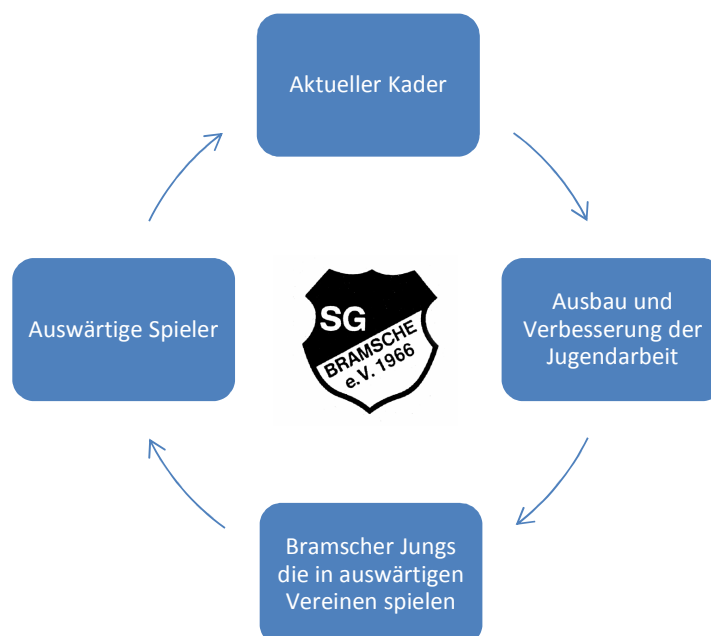 Aktueller Kader
Ausbau und
Verbesserung der
Jugendarbeit
Bramscher Jungs
die in auswärtigen
Vereinen spielen
Auswärtige Spieler
SG
BRAMSCHE
e.V. 1966